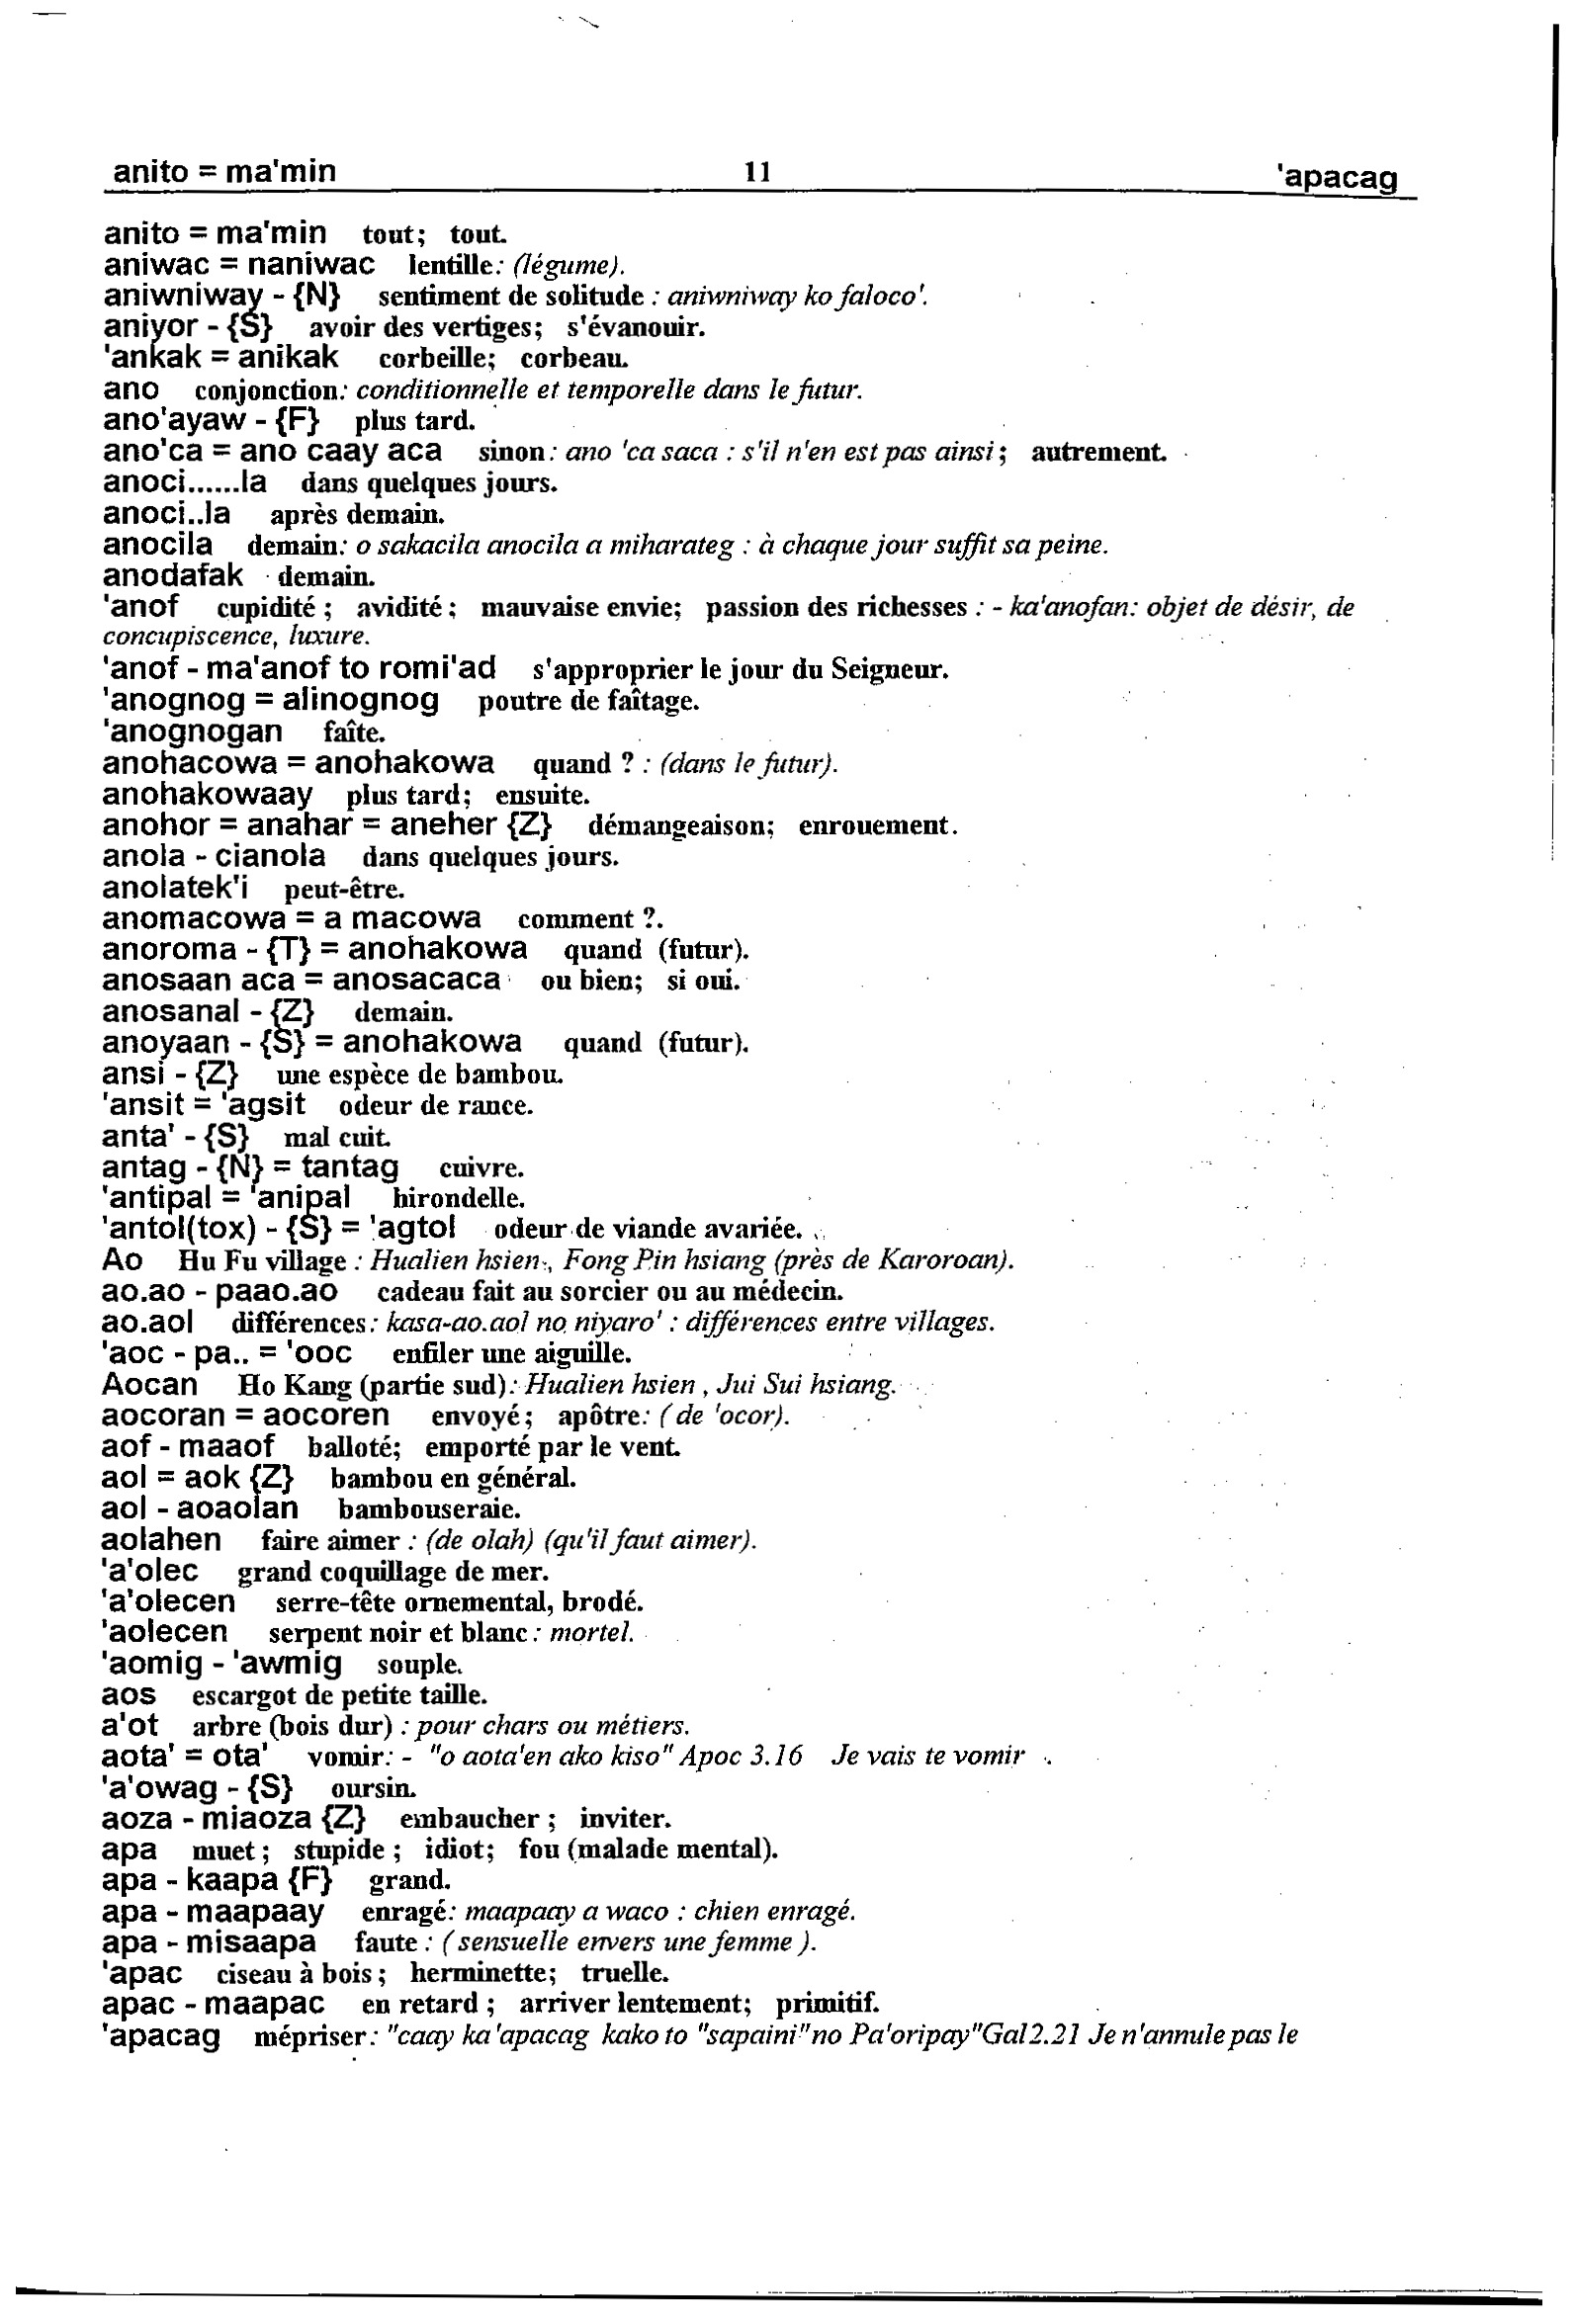 anito = ma'min 11 'apacag
anito = ma'min tout; tout.
aniwac = naniwac lentille: (légume).
aniwniway - {N} sentiment de solitude : aniwniway ko faloco'.
aniyor - {S} avoir des vertiges; s'évanouir.
'ankak = anikak corbeille; corbeau.
ano conjonction: conditionnelle et temporelle dans le futur.
ano'ayaw - {F} plus tard.
ano'ca = ano caay aca sinon: ano 'ca saca : s'il n'en est pas ainsi; autrement.
anoci......la dans quelques jours.
anoci..la après demain.
anocila demain: o sakacila anocila a miharateg : à chaque jour suffit sa peine.
anodafak demain.
'anof cupidité ; avidité ; mauvaise envie; passion des richesses : - ka'anofan: objet de désir, de
concupiscence, luxure.
'anof - ma'anof to romi'ad s'approprier le jour du Seigneur.
'anognog = alinognog poutre de faîtage.
'anognogan faîte.
anohacowa = anohakowa quand ? : (dans le futur).
anohakowaay plus tard; ensuite.
anohor = anahar = aneher {Z} démangeaison; enrouement.
anola - cianola dans quelques jours.
anolatek'i peut-être.
anomacowa = a macowa comment ?.
anoroma - {T} = anohakowa quand (futur).
anosaan aca = anosacaca ou bien; si oui.
anosanal - {Z} demain.
anoyaan - {S} = anohakowa quand (futur).
ansi - {Z} une espèce de bambou.
'ansit = 'agsit odeur de rance.
anta' - {S} mal cuit.
antag - {N} = tantag cuivre.
'antipal = 'anipal hirondelle.
'antol(tox) - {S} = 'agtol odeur de viande avariée.
Ao Hu Fu village : Hualien hsien, Fong Pin hsiang (près de Karoroan).
ao.ao - paao.ao cadeau fait au sorcier ou au médecin.
ao.aol différences: kasa-ao.aol no niyaro' : différences entre villages.
'aoc - pa.. = 'ooc enfiler une aiguille.
Aocan Ho Kang (partie sud): Hualien hsien , Jui Sui hsiang.
aocoran = aocoren envoyé; apôtre: ( de 'ocor).
aof - maaof balloté; emporté par le vent.
aol = aok {Z} bambou en général.
aol - aoaolan bambouseraie.
aolahen faire aimer : (de olah) (qu'il faut aimer).
'a'olec grand coquillage de mer.
'a'olecen serre-tête ornemental, brodé.
'aolecen serpent noir et blanc: mortel.
'aomig - 'awmig souple.
aos escargot de petite taille.
a'ot arbre (bois dur) : pour chars ou métiers.
aota' = ota' vomir: - "o aota'en ako kiso" Apoc 3.16 Je vais te vomir .
'a'owag - {S} oursin.
aoza - miaoza {Z} embaucher ; inviter.
apa muet ; stupide ; idiot; fou (malade mental).
apa - kaapa {F} grand.
apa - maapaay enragé: maapaay a waco : chien enragé.
apa - misaapa faute : ( sensuelle envers une femme ).
'apac ciseau à bois ; herminette; truelle.
apac - maapac en retard ; arriver lentement; primitif.
'apacag mépriser: "caay ka'apacag kako to "sapaini"no Pa'oripay"Gal2.21 Je n'annule pas le